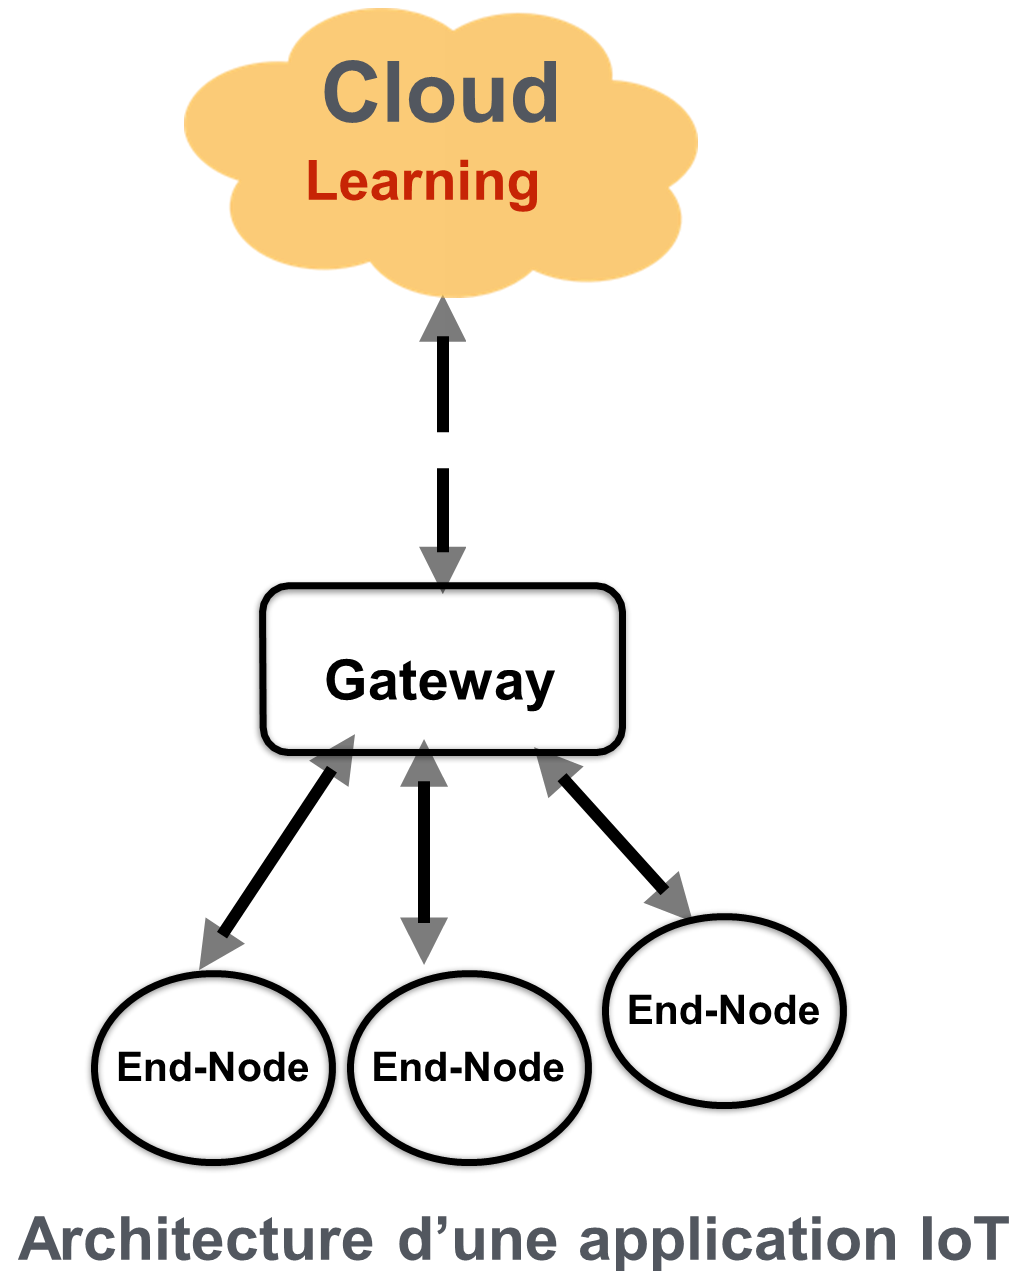 Cloud
Learning
Gateway
End-Node
End-Node
End-Node
Architecture d’une application IoT